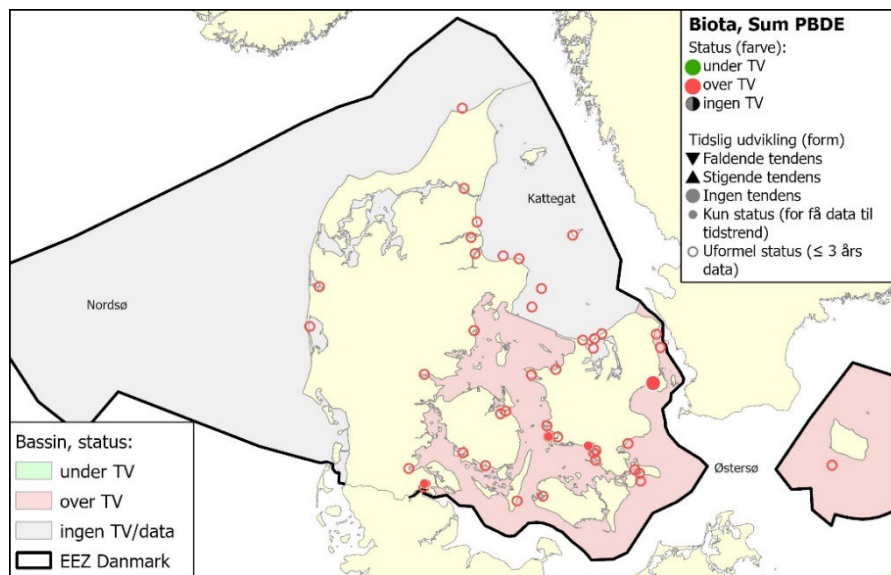 Biota, Sum PBDE
Status (farve):
under TV
over TV
ingen TV
Tidslig udvikling (form)
Faldende tendens
Stigende tendens
Ingen tendens
Kun status (for få data til
tidstrend)
Uformel status (≤ 3 års
data)
Kattegat
Nordsø
Østersø
Bassin, status:
under TV
over TV
ingen TV/data
EEZ Danmark